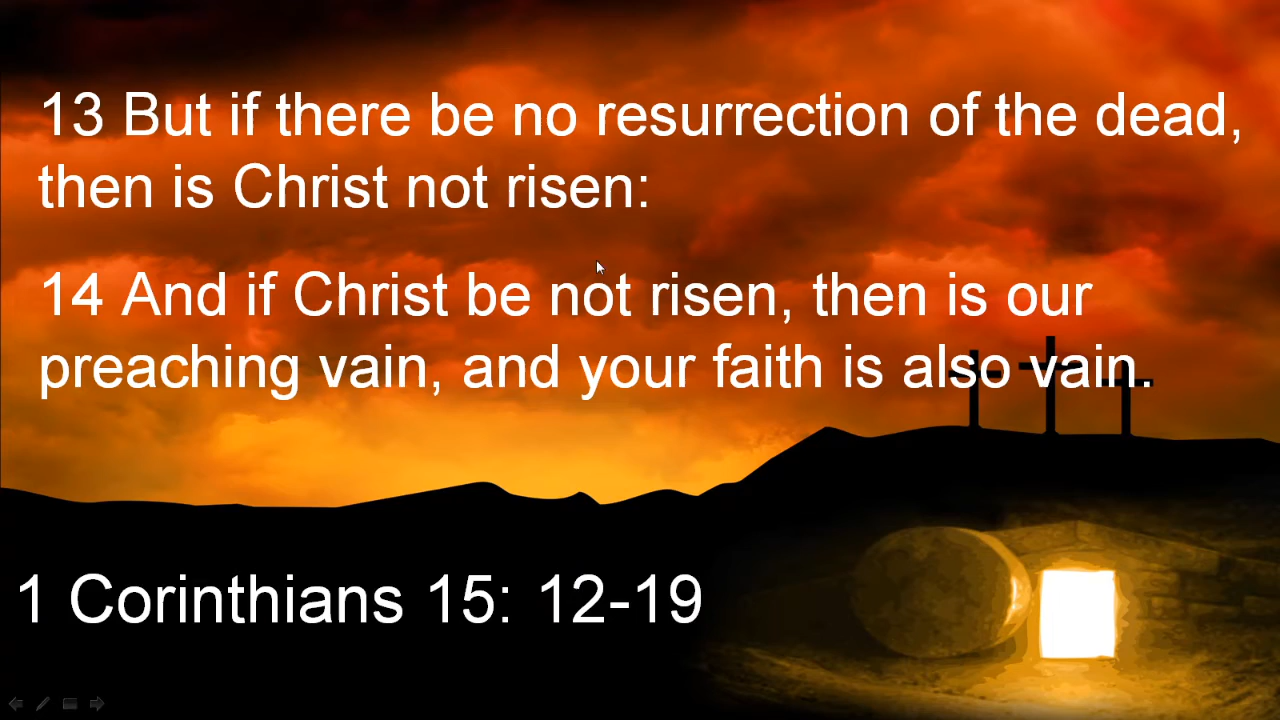 13 But if there be no resurrection of the dead,
then is Christ not risen:
14 And if Christ be not risen, then is our
preaching vain, and your faith is also vain.
1 Corinthians 15: 12-19